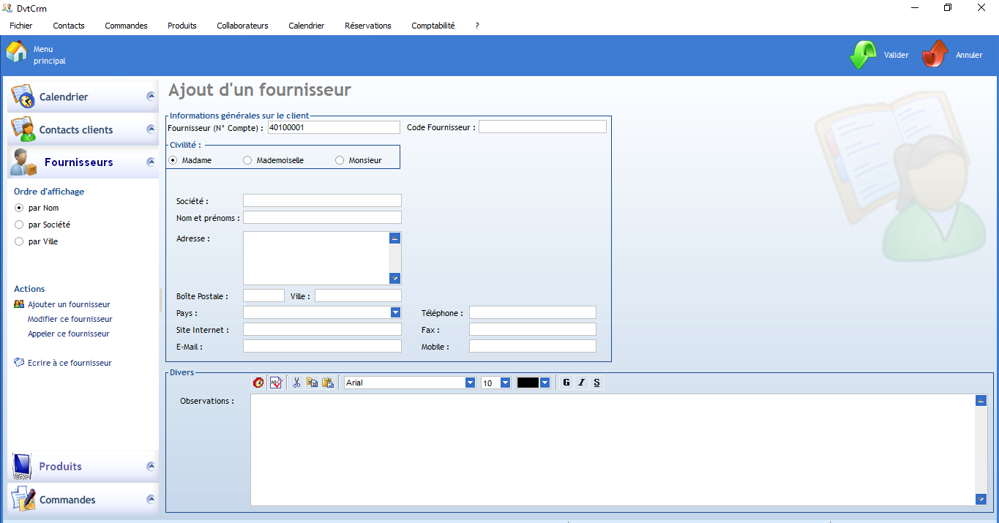 DvtCrm
Fichier Contacts Commandes Produits Collaborateurs Calendrier Réservations Comptabilité ?
Menu
principal
Valider Annuler
Calendrier
Contacts clients
Fournisseurs
Ordre d'affichage
par Nom
par Société
par Ville
Actions
Ajouter un fournisseur
Modifier ce fournisseur
Appeler ce fournisseur
Ecrire à ce fournisseur
Produits
Commandes
Ajout d'un fournisseur
Informations générales sur le client
Fournisseur (N° Compte) : 40100001 Code Fournisseur :
Civilité :
Madame Mademoiselle Monsieur
Société :
Nom et prénoms :
Adresse :
Boîte Postale : Ville :
Pays : Téléphone :
Site Internet : Fax :
E-Mail : Mobile :
Divers
ABC Arial 10 G I S
Observations :